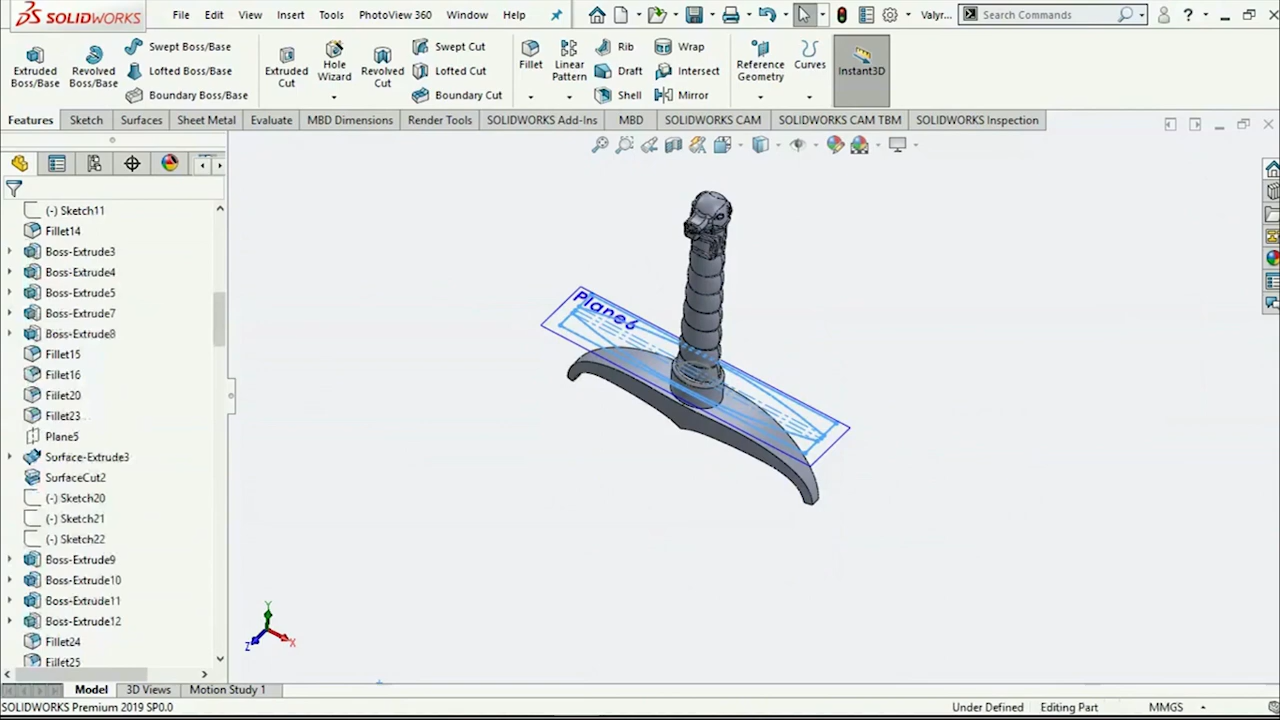 SOLIDWORKS File Edit View Insert Tools PhotoView 360 Window Help Valyr... Search Commands ?
Extruded Boss/Base Revolved Boss/Base Swept Boss/Base Lofted Boss/Base Boundary Boss/Base Extruded Cut Hole Wizard Revolved Cut Swept Cut Lofted Cut Boundary Cut Fillet Linear Pattern Rib Draft Shell Wrap Intersect Mirror Reference Geometry Curves Instant3D
Features Sketch Surfaces Sheet Metal Evaluate MBD Dimensions Render Tools SOLIDWORKS Add-Ins MBD SOLIDWORKS CAM SOLIDWORKS CAM TBM SOLIDWORKS Inspection
(-) Sketch11
Fillet14
Boss-Extrude3
Boss-Extrude4
Boss-Extrude5
Boss-Extrude7
Boss-Extrude8
Fillet15
Fillet16
Fillet20
Fillet23
Plane5
Surface-Extrude3
SurfaceCut2
(-) Sketch20
(-) Sketch21
(-) Sketch22
Boss-Extrude9
Boss-Extrude10
Boss-Extrude11
Boss-Extrude12
Fillet24
Fillet25
Plane6
Y
Z X
Model 3D Views Motion Study 1
SOLIDWORKS Premium 2019 SP0.0 Under Defined Editing Part MMGS